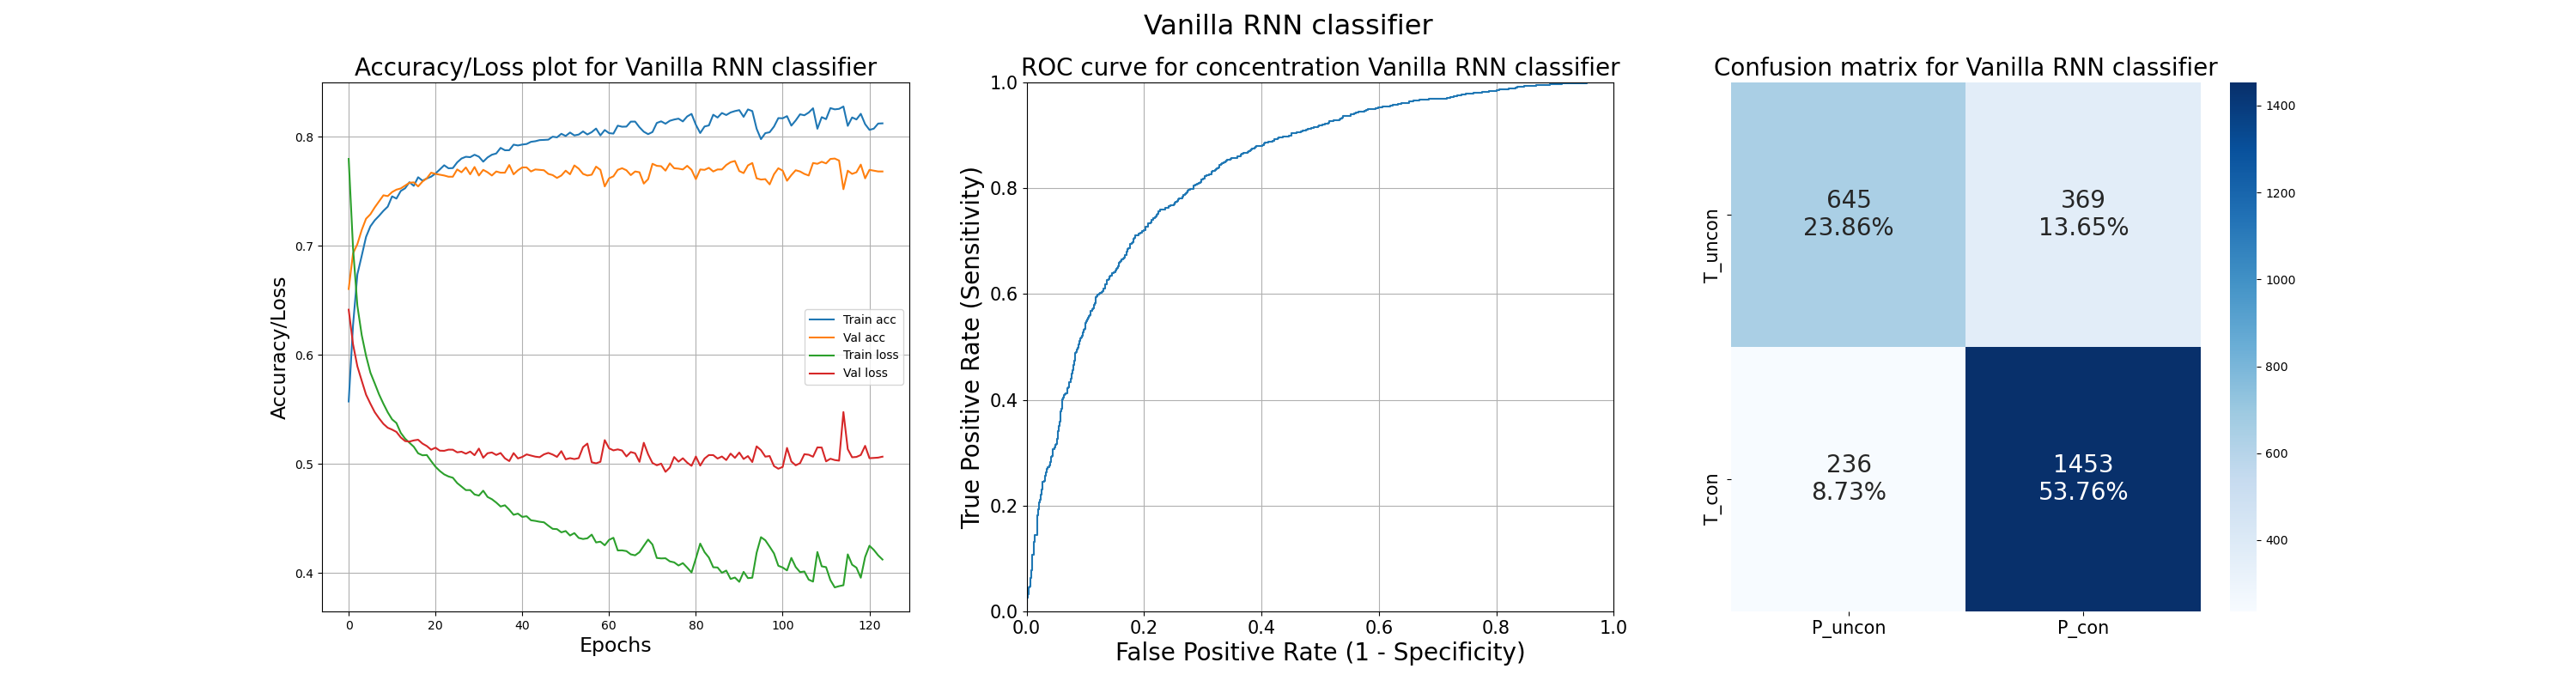 Vanilla RNN classifier
Accuracy/Loss plot for Vanilla RNN classifier
Accuracy/Loss
0.8
0.7
0.6
0.5
0.4
0
20
40
60
80
100
120
Epochs
Train acc
Val acc
Train loss
Val loss
ROC curve for concentration Vanilla RNN classifier
True Positive Rate (Sensitivity)
1.0
0.8
0.6
0.4
0.2
0.0
0.0
0.2
0.4
0.6
0.8
1.0
False Positive Rate (1 - Specificity)
Confusion matrix for Vanilla RNN classifier
T_uncon
T_con
645
23.86%
369
13.65%
236
8.73%
1453
53.76%
P_uncon
P_con
1400
1200
1000
800
600
400